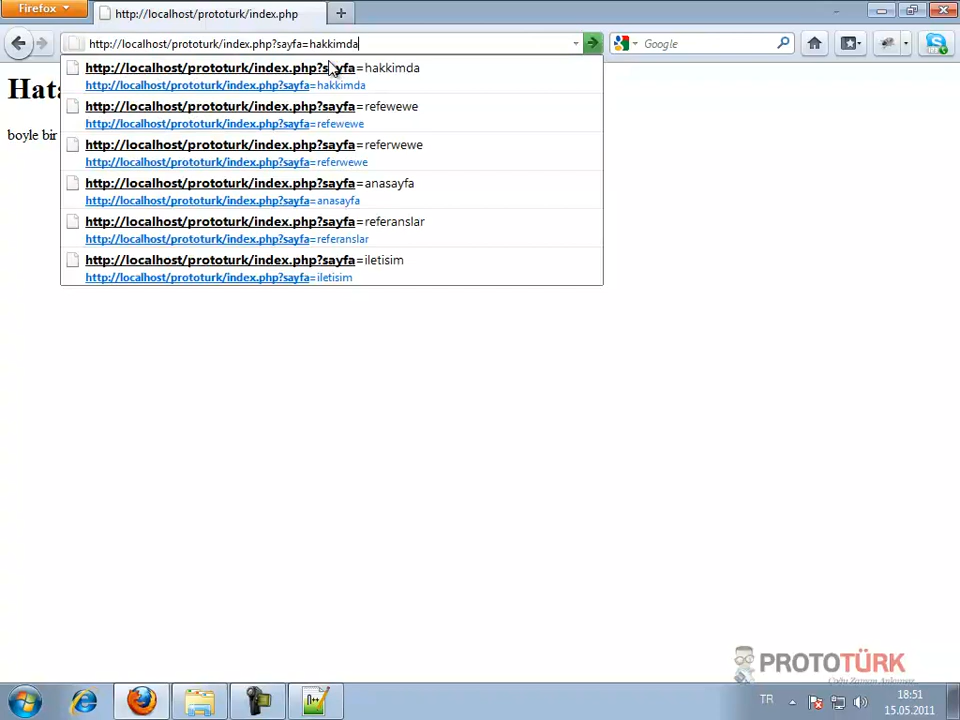 Firefox
http://localhost/prototurk/index.php
http://localhost/prototurk/index.php?sayfa=hakkimda
Google
http://localhost/prototurk/index.php?sayfa=hakkimda
http://localhost/prototurk/index.php?sayfa=hakkimda
http://localhost/prototurk/index.php?sayfa=refewewe
http://localhost/prototurk/index.php?sayfa=refewewe
http://localhost/prototurk/index.php?sayfa=referwewe
http://localhost/prototurk/index.php?sayfa=referwewe
http://localhost/prototurk/index.php?sayfa=anasayfa
http://localhost/prototurk/index.php?sayfa=anasayfa
http://localhost/prototurk/index.php?sayfa=referanslar
http://localhost/prototurk/index.php?sayfa=referanslar
http://localhost/prototurk/index.php?sayfa=iletisim
http://localhost/prototurk/index.php?sayfa=iletisim
Hata
boyle bir
PROTOTÜRK
TR
18:51
15.05.2011